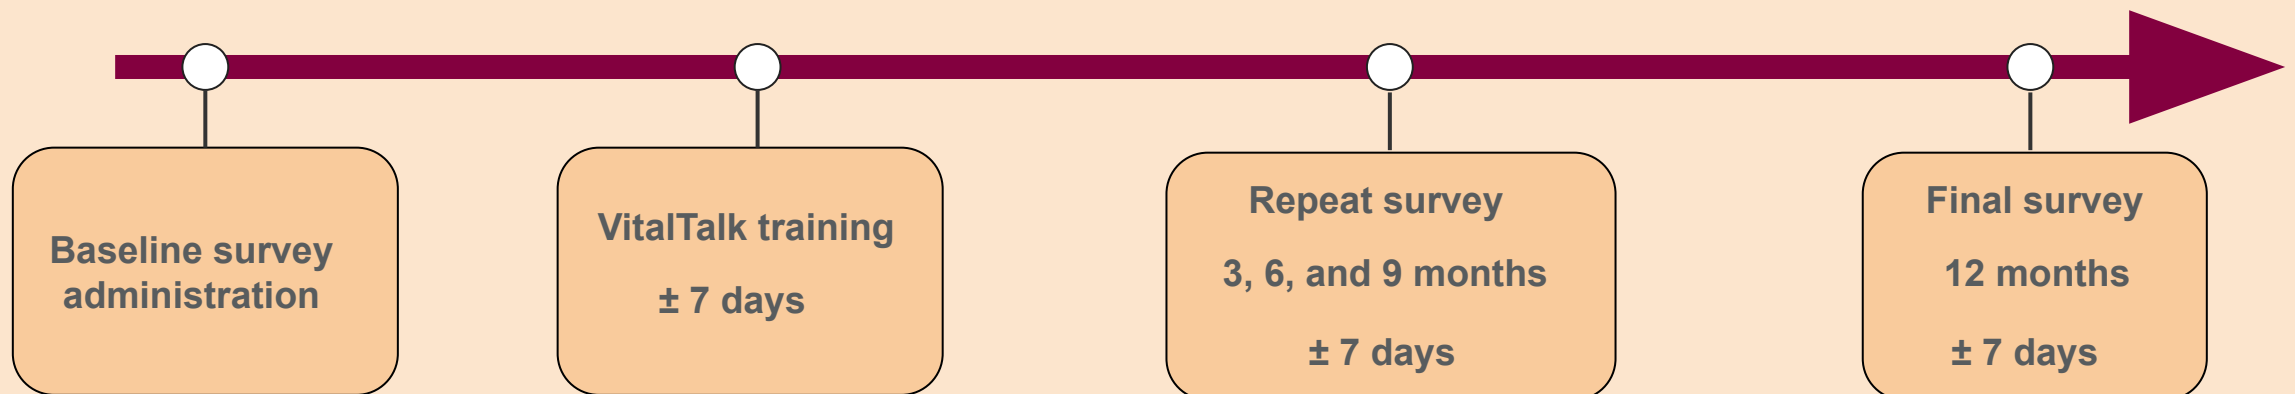 Baseline survey
administration
VitalTalk training
± 7 days
Repeat survey
3, 6, and 9 months
± 7 days
Final survey
12 months
± 7 days